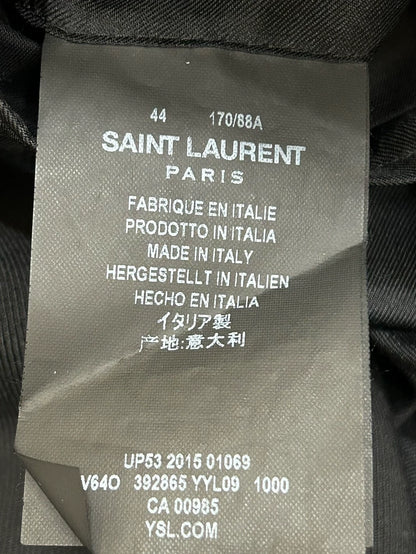 44 170/88A
SAINT LAURENT
PARIS
FABRIQUE EN ITALIE
PRODOTTO IN ITALIA
MADE IN ITALY
HERGESTELLT IN ITALIEN
HECHO EN ITALIA
イタリア製
产地:意大利
UP53 2015 01069
V64O 392865 YYL09 1000
CA 00985
YSL.COM